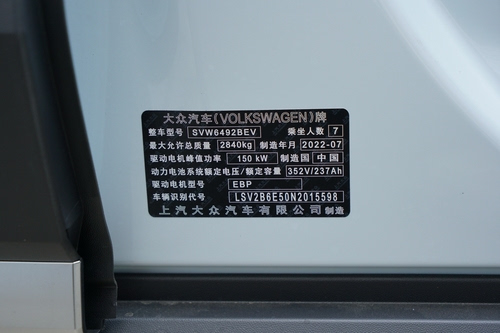 大众汽车(VOLKSWAGEN)牌
整车型号 SVW6492BEV 乘坐人数 7
最大允许总质量 2840kg 制造年月 2022-07
驱动电机峰值功率 150 kW 制造国 中国
动力电池系统额定电压/额定容量 352V/237Ah
驱动电机型号 EBP
车辆识别代号 LSV2B6E50N2015598
上汽大众汽车有限公司 制造